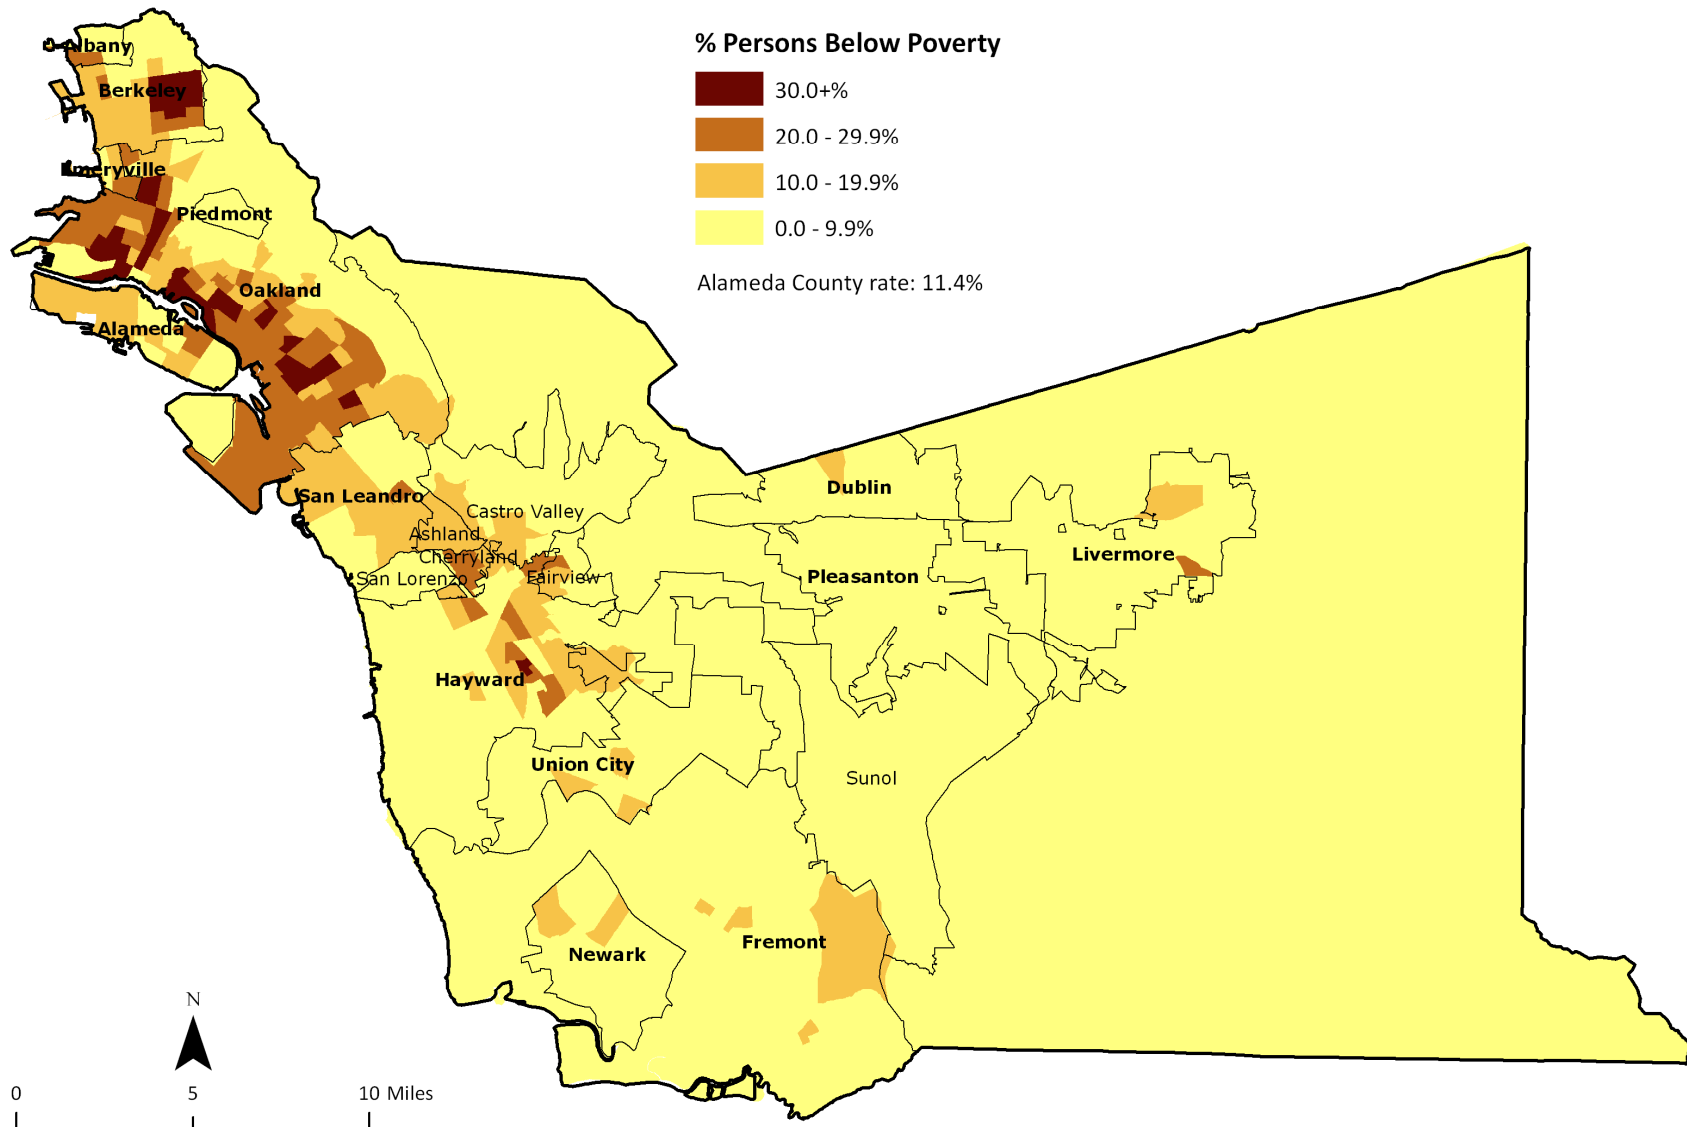 % Persons Below Poverty
30.0+%
20.0 - 29.9%
10.0 - 19.9%
0.0 - 9.9%
Alameda County rate: 11.4%
Albany
Berkeley
Emeryville
Piedmont
Oakland
Alameda
San Leandro
Castro Valley
Ashland
Cherryland
San Lorenzo
Fairview
Dublin
Livermore
Pleasanton
Hayward
Union City
Sunol
Fremont
Newark
N
0
5
10 Miles